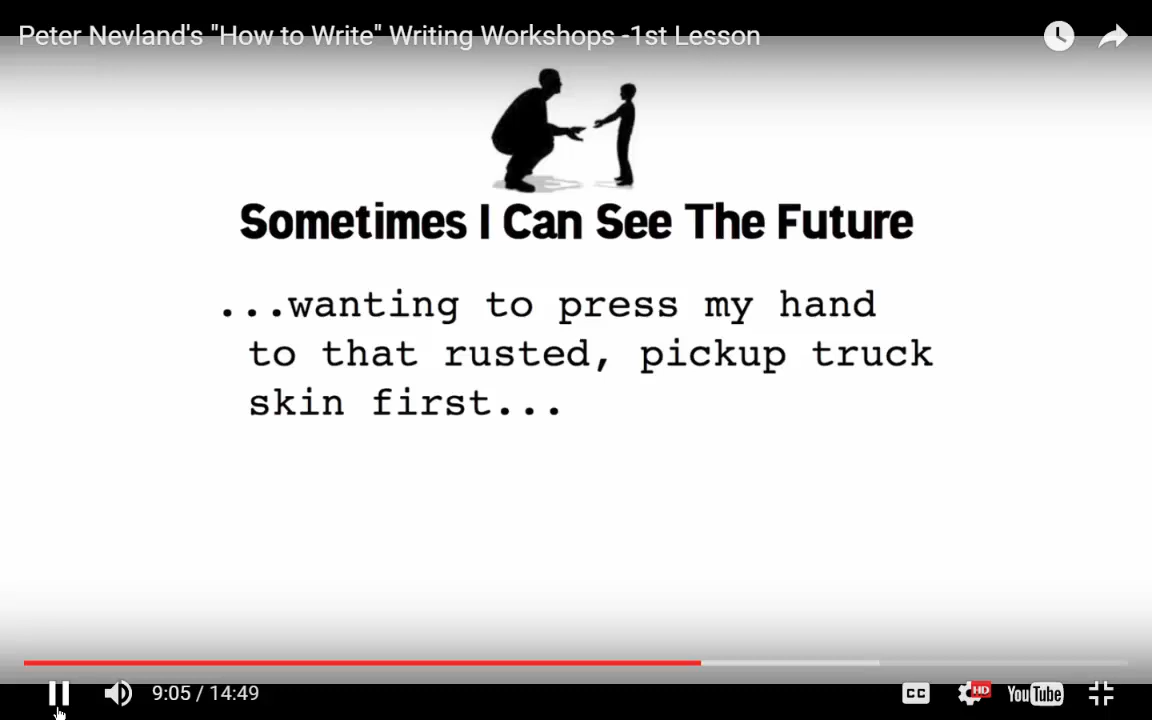 Peter Nevland's "How to Write" Writing Workshops -1st Lesson
Sometimes I Can See The Future
...wanting to press my hand
to that rusted, pickup truck
skin first...
9:05 / 14:49
CC
HD
YouTube